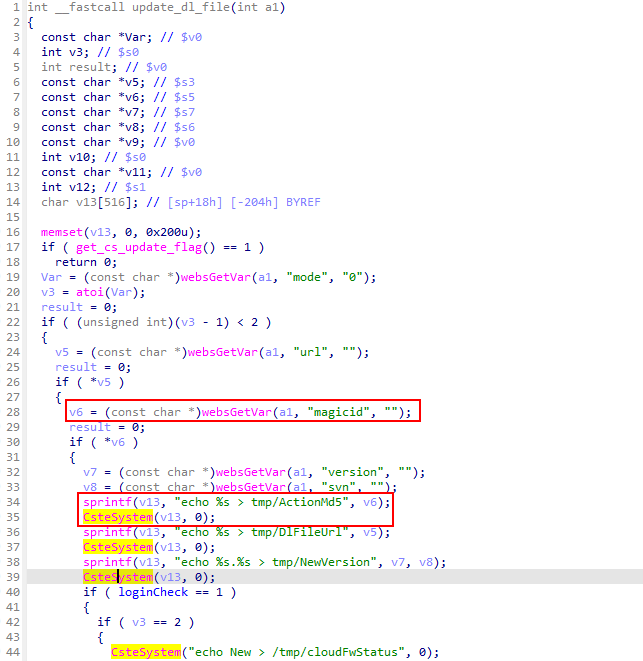 1 int __fastcall update_dl_file(int a1)
2 {
3 const char *Var; // $v0
4 int v3; // $s0
5 int result; // $v0
6 const char *v5; // $s3
7 const char *v6; // $s5
8 const char *v7; // $s7
9 const char *v8; // $s6
10 const char *v9; // $v0
11 int v10; // $s0
12 const char *v11; // $v0
13 int v12; // $s1
14 char v13[516]; // [sp+18h] [-204h] BYREF
15
16 memset(v13, 0, 0x200u);
17 if ( get_cs_update_flag() == 1 )
18 return 0;
19 Var = (const char *)websGetVar(a1, "mode", "0");
20 v3 = atoi(Var);
21 result = 0;
22 if ( (unsigned int)(v3 - 1) < 2 )
23 {
24 v5 = (const char *)websGetVar(a1, "url", "");
25 result = 0;
26 if ( *v5 )
27 {
28 v6 = (const char *)websGetVar(a1, "magicid", "");
29 result = 0;
30 if ( *v6 )
31 {
32 v7 = (const char *)websGetVar(a1, "version", "");
33 v8 = (const char *)websGetVar(a1, "svn", "");
34 sprintf(v13, "echo %s > tmp/ActionMd5", v6);
35 CsteSystem(v13, 0);
36 sprintf(v13, "echo %s > tmp/DlFileUrl", v5);
37 CsteSystem(v13, 0);
38 sprintf(v13, "echo %s.%s > tmp/NewVersion", v7, v8);
39 CsteSystem(v13, 0);
40 if ( loginCheck == 1 )
41 {
42 if ( v3 == 2 )
43 {
44 CsteSystem("echo New > /tmp/cloudFwStatus", 0);